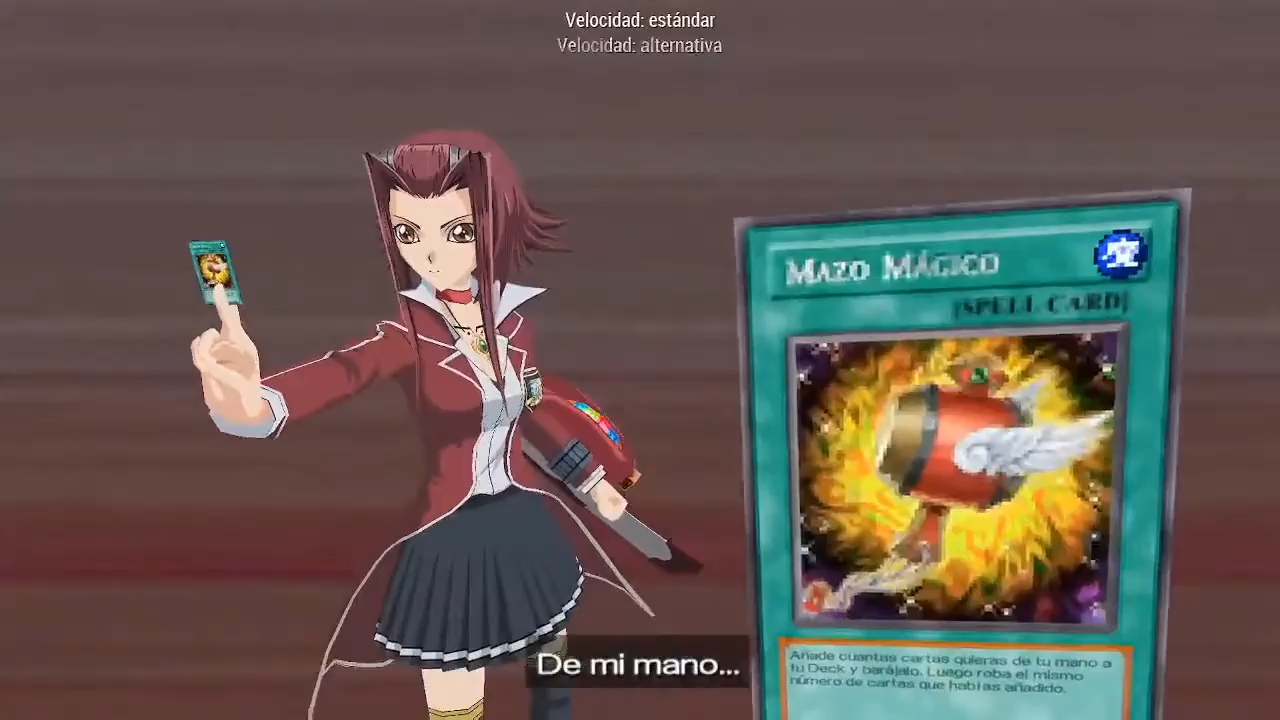 Velocidad: estándar
Velocidad: alternativa
Mazo Mágico
[SPELL CARD]
De mi mano...
Añade cuantas cartas quieras de tu mano a
tu Deck y barájalo. Luego roba el mismo
número de cartas que habías añadido.